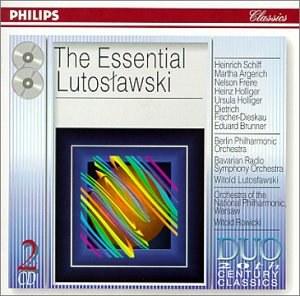 PHILIPS
Classics
The Essential
Lutosławski
Heinrich Schiff
Martha Argerich
Nelson Freire
Heinz Holliger
Ursula Holliger
Dietrich
Fischer-Dieskau
Eduard Brunner
Berlin Philharmonic
Orchestra
Bavarian Radio
Symphony Orchestra
Witold Lutosławski
Orchestra of the
National Philharmonic,
Warsaw
Witold Rowicki
2
CD
DUO
20th
CENTURY
CLASSICS